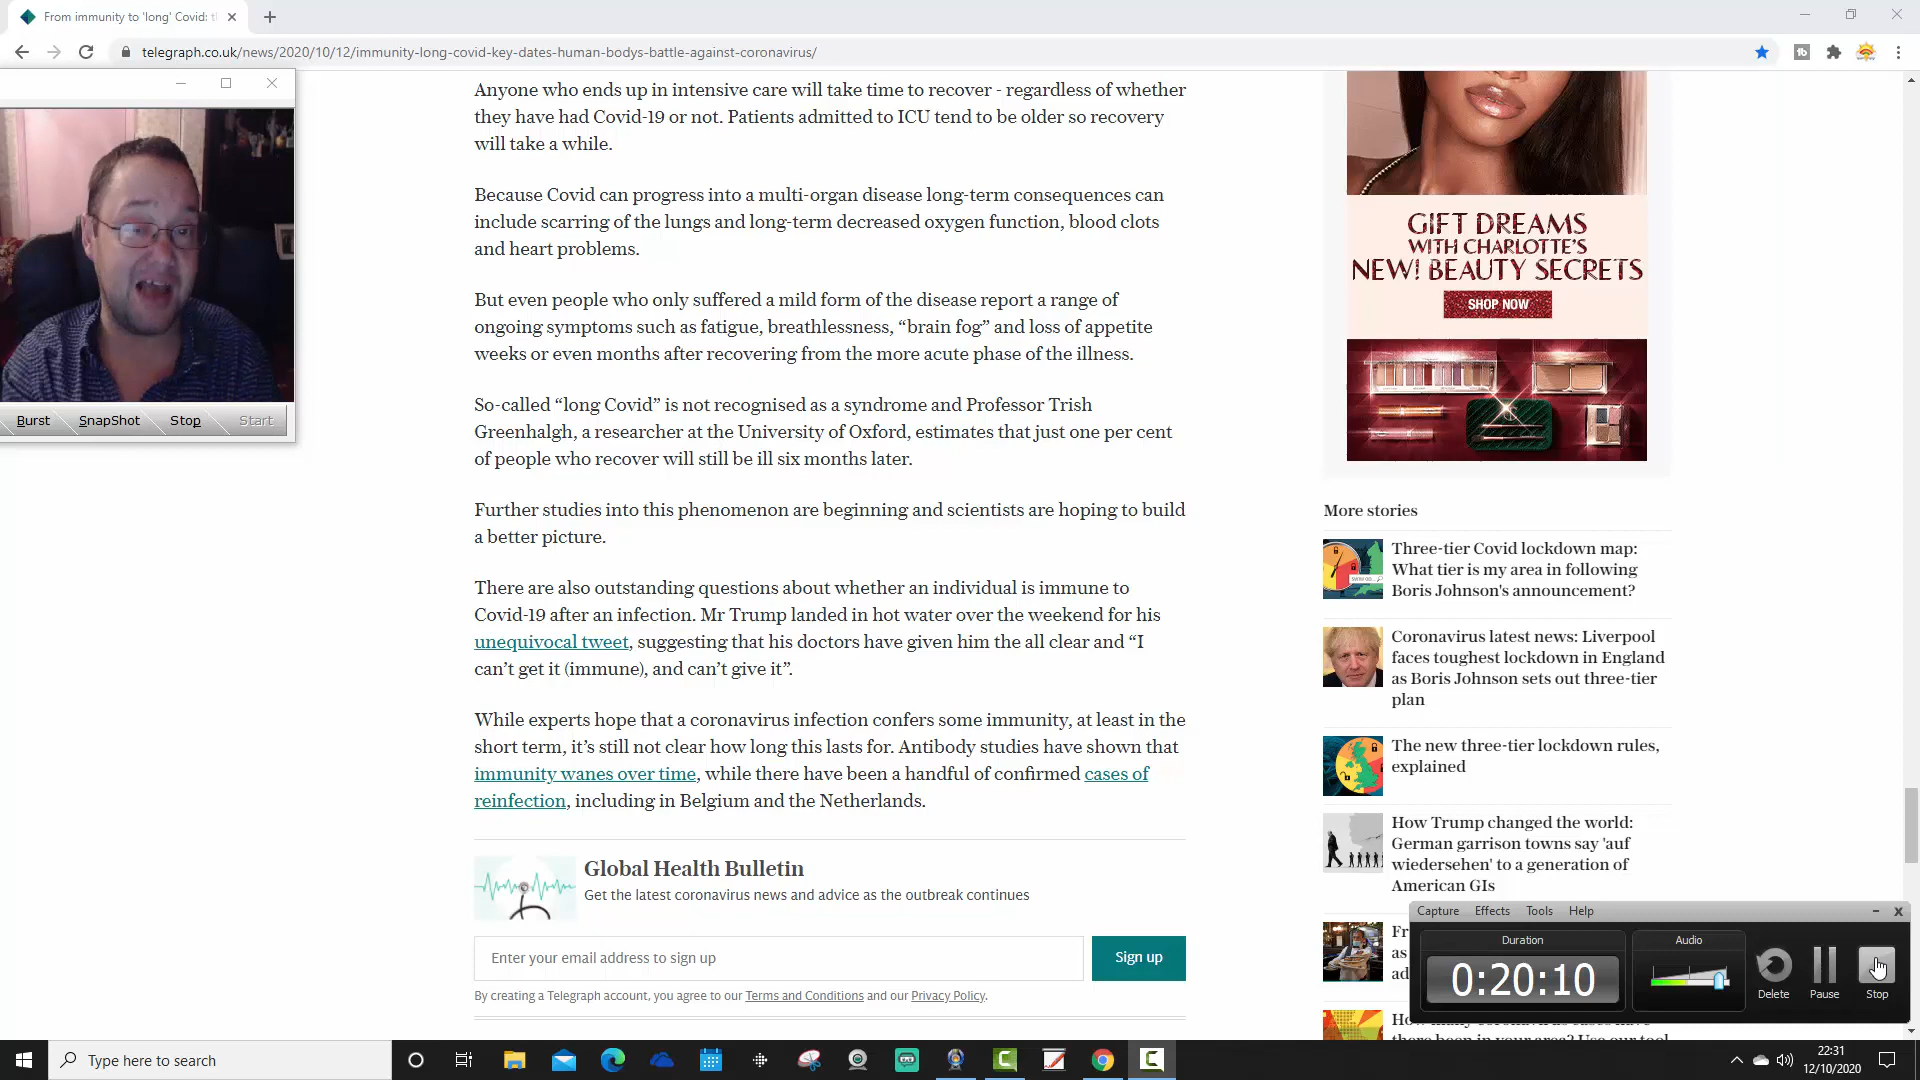 From immunity to 'long' Covid: t
telegraph.co.uk/news/2020/10/12/immunity-long-covid-key-dates-human-bodys-battle-against-coronavirus/
Burst
SnapShot
Stop
Start
Anyone who ends up in intensive care will take time to recover - regardless of whether
they have had Covid-19 or not. Patients admitted to ICU tend to be older so recovery
will take a while.
Because Covid can progress into a multi-organ disease long-term consequences can
include scarring of the lungs and long-term decreased oxygen function, blood clots
and heart problems.
But even people who only suffered a mild form of the disease report a range of
ongoing symptoms such as fatigue, breathlessness, “brain fog” and loss of appetite
weeks or even months after recovering from the more acute phase of the illness.
So-called “long Covid” is not recognised as a syndrome and Professor Trish
Greenhalgh, a researcher at the University of Oxford, estimates that just one per cent
of people who recover will still be ill six months later.
Further studies into this phenomenon are beginning and scientists are hoping to build
a better picture.
There are also outstanding questions about whether an individual is immune to
Covid-19 after an infection. Mr Trump landed in hot water over the weekend for his
unequivocal tweet, suggesting that his doctors have given him the all clear and “I
can’t get it (immune), and can’t give it”.
While experts hope that a coronavirus infection confers some immunity, at least in the
short term, it’s still not clear how long this lasts for. Antibody studies have shown that
immunity wanes over time, while there have been a handful of confirmed cases of
reinfection, including in Belgium and the Netherlands.
Global Health Bulletin
Get the latest coronavirus news and advice as the outbreak continues
Enter your email address to sign up
Sign up
By creating a Telegraph account, you agree to our Terms and Conditions and our Privacy Policy.
GIFT DREAMS
WITH CHARLOTTE'S
NEW! BEAUTY SECRETS
SHOP NOW
More stories
Three-tier Covid lockdown map:
What tier is my area in following
Boris Johnson's announcement?
Coronavirus latest news: Liverpool
faces toughest lockdown in England
as Boris Johnson sets out three-tier
plan
The new three-tier lockdown rules,
explained
How Trump changed the world:
German garrison towns say 'auf
wiedersehen' to a generation of
American GIs
Fr
as
ad
Capture
Effects
Tools
Help
Duration
Audio
0:20:10
Delete
Pause
Stop
Type here to search
22:31
12/10/2020